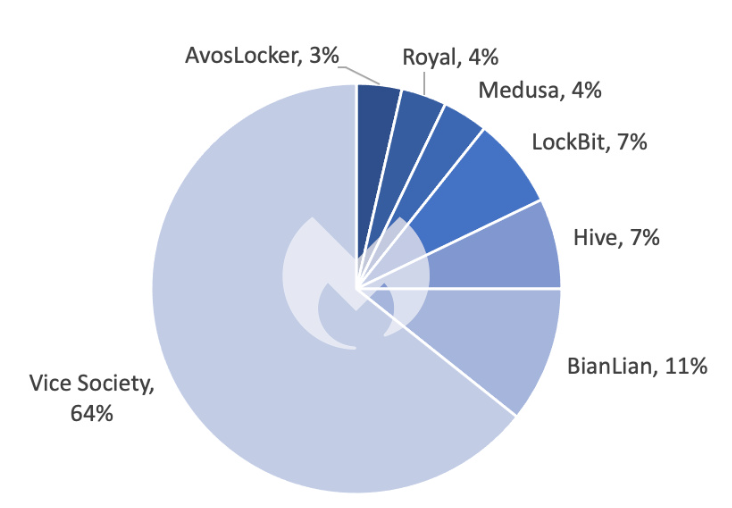 AvosLocker, 3%
Royal, 4%
Medusa, 4%
LockBit, 7%
Hive, 7%
BianLian, 11%
Vice Society,
64%